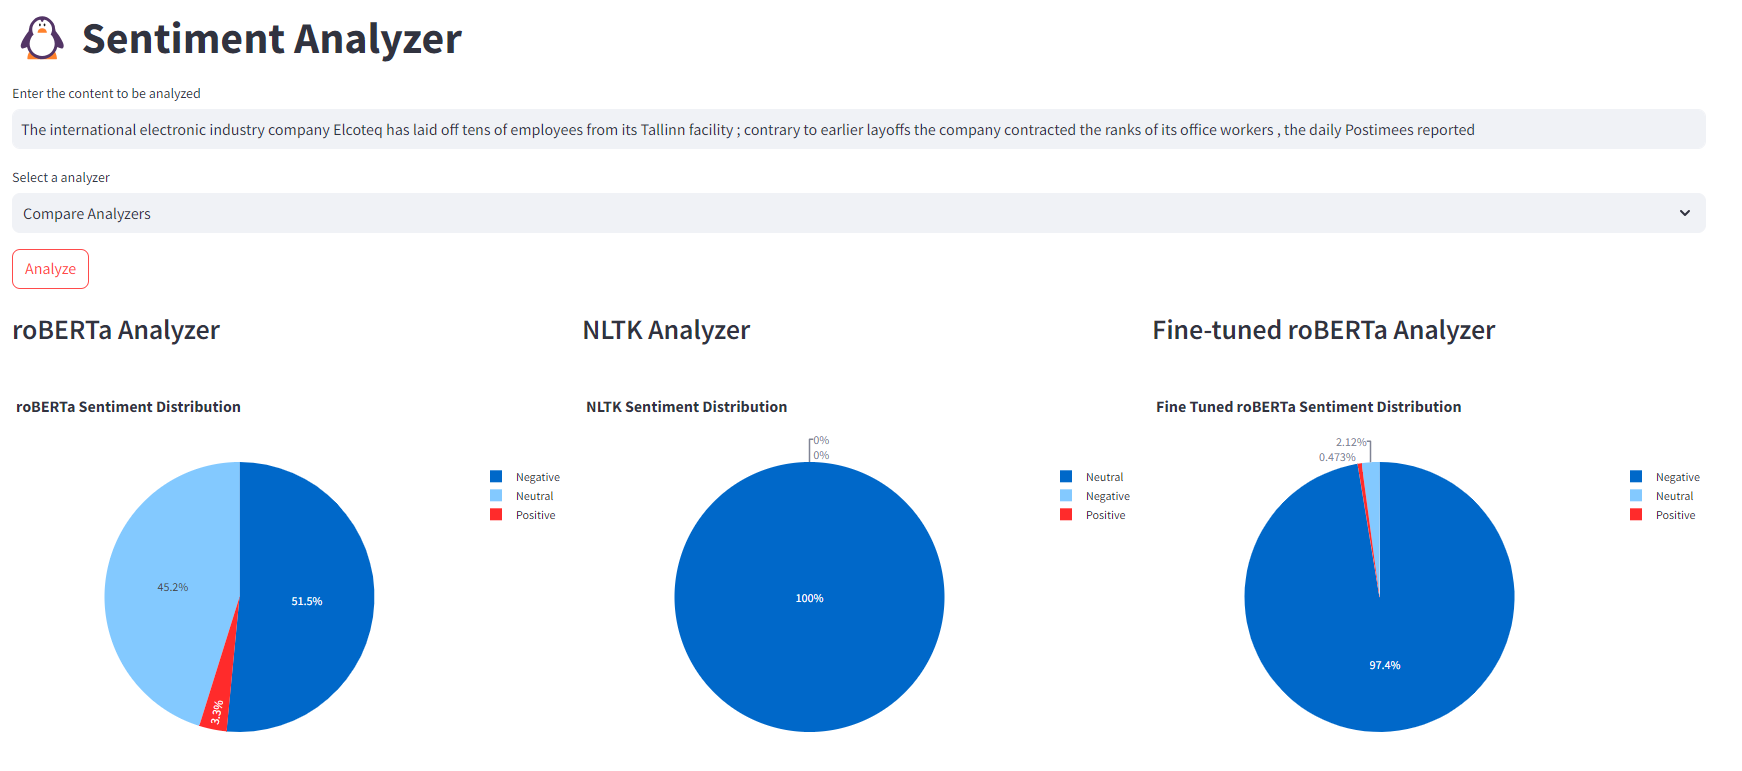 Sentiment Analyzer
Enter the content to be analyzed
The international electronic industry company Elcoteq has laid off tens of employees from its Tallinn facility ; contrary to earlier layoffs the company contracted the ranks of its office workers , the daily Postimees reported
Select a analyzer
Compare Analyzers
Analyze
roBERTa Analyzer
roBERTa Sentiment Distribution
Negative
Neutral
Positive
45.2%
51.5%
3.3%
NLTK Analyzer
NLTK Sentiment Distribution
0%
0%
Neutral
Negative
Positive
100%
Fine-tuned roBERTa Analyzer
Fine Tuned roBERTa Sentiment Distribution
2.12%
0.473%
Negative
Neutral
Positive
97.4%